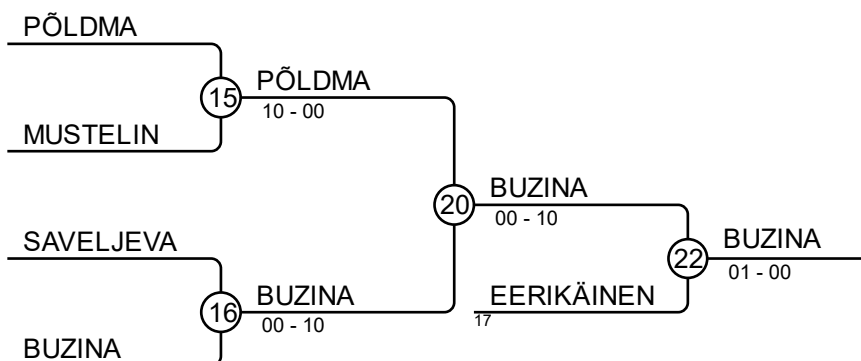 PÕLDMA
15
PÕLDMA
10 - 00
MUSTELIN
20
BUZINA
00 - 10
SAVELJEVA
22
BUZINA
01 - 00
16
BUZINA
00 - 10
EERIKÄINEN
17
BUZINA